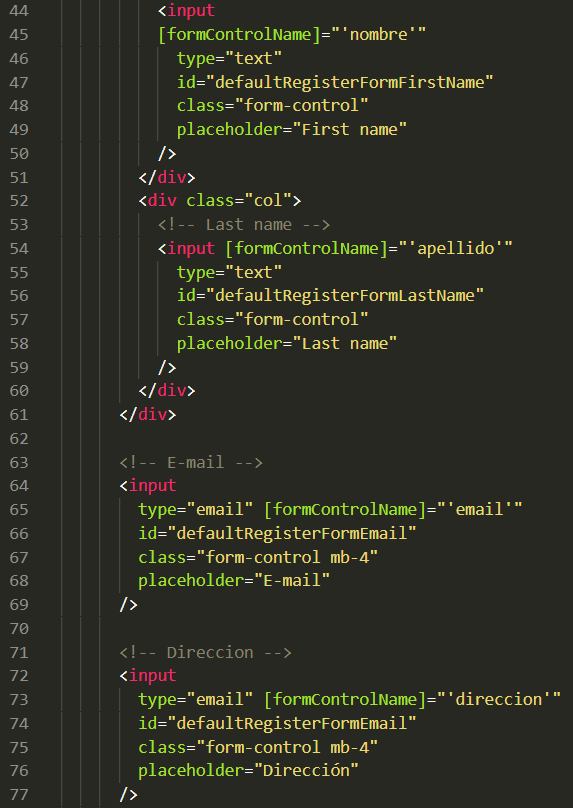 44 <input
45 [formControlName]="'nombre'"
46 type="text"
47 id="defaultRegisterFormFirstName"
48 class="form-control"
49 placeholder="First name"
50 />
51 </div>
52 <div class="col">
53 <!-- Last name -->
54 <input [formControlName]="'apellido'"
55 type="text"
56 id="defaultRegisterFormLastName"
57 class="form-control"
58 placeholder="Last name"
59 />
60 </div>
61 </div>
62
63 <!-- E-mail -->
64 <input
65 type="email" [formControlName]="'email'"
66 id="defaultRegisterFormEmail"
67 class="form-control mb-4"
68 placeholder="E-mail"
69 />
70
71 <!-- Direccion -->
72 <input
73 type="email" [formControlName]="'direccion'"
74 id="defaultRegisterFormEmail"
75 class="form-control mb-4"
76 placeholder="Dirección"
77 />